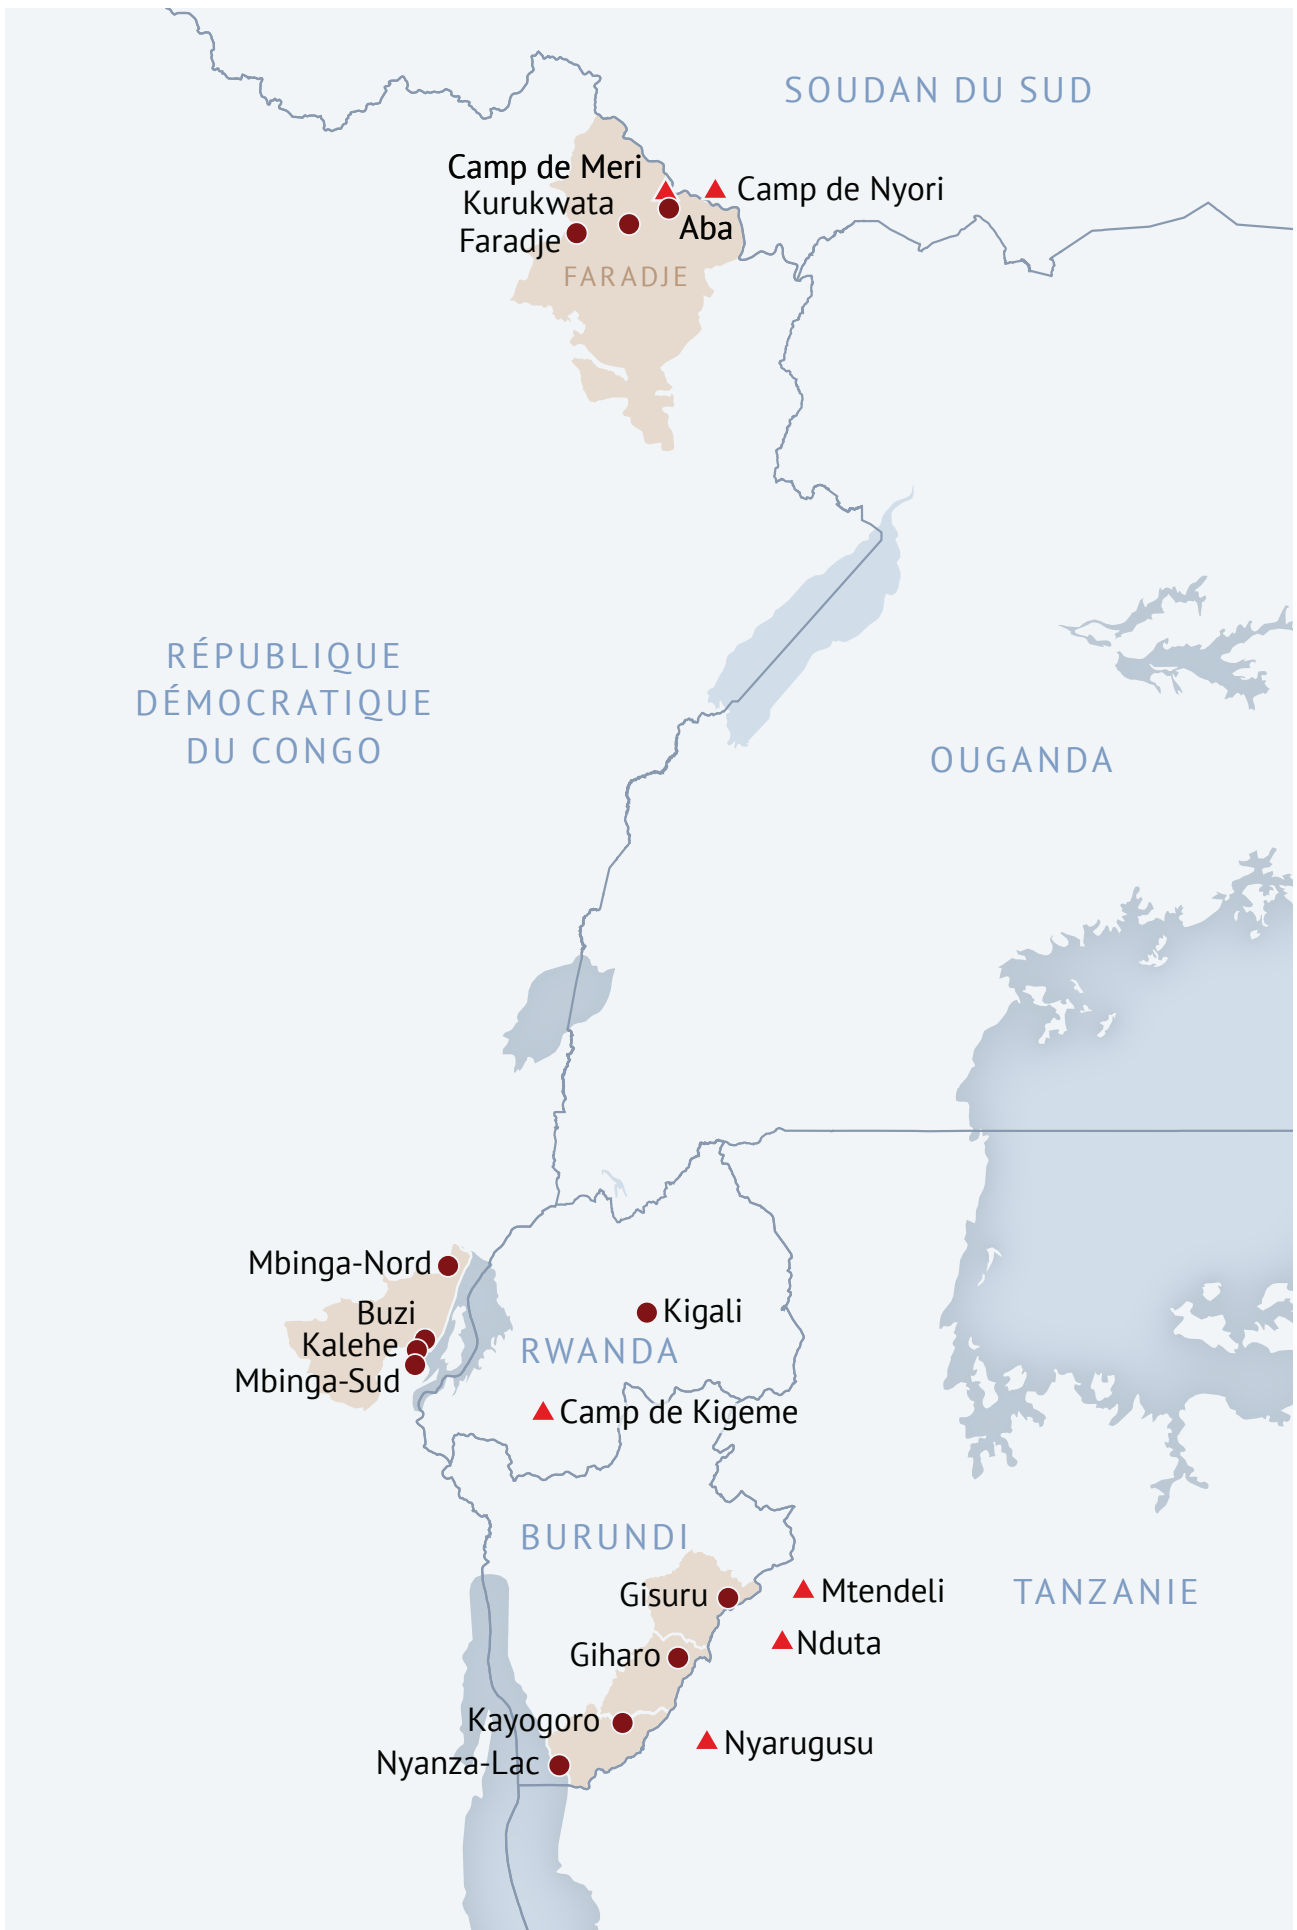 SOUDAN DU SUD
Camp de Meri
Camp de Nyori
Kurukwata
Aba
Faradje
FARADJE
RÉPUBLIQUE
DÉMOCRATIQUE
DU CONGO
OUGANDA
Mbinga-Nord
Buzi
Kigali
Kalehe
RWANDA
Mbinga-Sud
Camp de Kigeme
BURUNDI
Gisuru
Mtendeli
TANZANIE
Nduta
Giharo
Kayogoro
Nyarugusu
Nyanza-Lac